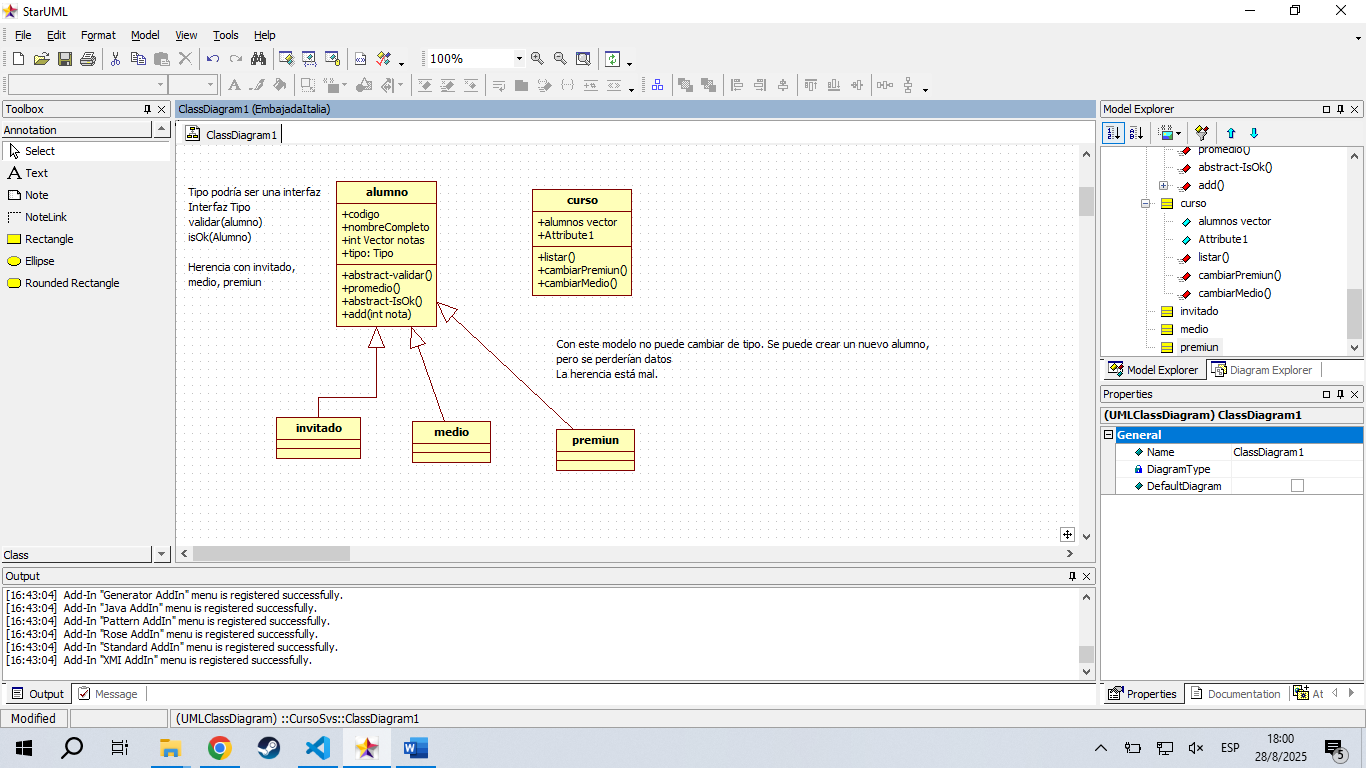 StarUML
File Edit Format Model View Tools Help
100%
Toolbox
Annotation
Select
Text
Note
NoteLink
Rectangle
Ellipse
Rounded Rectangle
Class
ClassDiagram1 (EmbajadaItalia)
ClassDiagram1
Tipo podría ser una interfaz
Interfaz Tipo
validar(alumno)
isOk(Alumno)
Herencia con invitado,
medio, premiun
alumno
+codigo
+nombreCompleto
+int Vector notas
+tipo: Tipo
+abstract-validar()
+promedio()
+abstract-IsOk()
+add(int nota)
curso
+alumnos vector
+Attribute1
+listar()
+cambiarPremiun()
+cambiarMedio()
Con este modelo no puede cambiar de tipo. Se puede crear un nuevo alumno,
pero se perderían datos
La herencia está mal.
invitado
medio
premiun
Model Explorer
promedio()
abstract-IsOk()
add()
curso
alumnos vector
Attribute1
listar()
cambiarPremiun()
cambiarMedio()
invitado
medio
premiun
Model Explorer Diagram Explorer
Properties
(UMLClassDiagram) ClassDiagram1
General
Name ClassDiagram1
DiagramType
DefaultDiagram
Properties Documentation At
Output
[16:43:04] Add-In "Generator AddIn" menu is registered successfully.
[16:43:04] Add-In "Java AddIn" menu is registered successfully.
[16:43:04] Add-In "Pattern AddIn" menu is registered successfully.
[16:43:04] Add-In "Rose AddIn" menu is registered successfully.
[16:43:04] Add-In "Standard AddIn" menu is registered successfully.
[16:43:04] Add-In "XMI AddIn" menu is registered successfully.
Output Message
Modified (UMLClassDiagram) ::CursoSvs::ClassDiagram1
ESP
18:00
28/8/2025
5